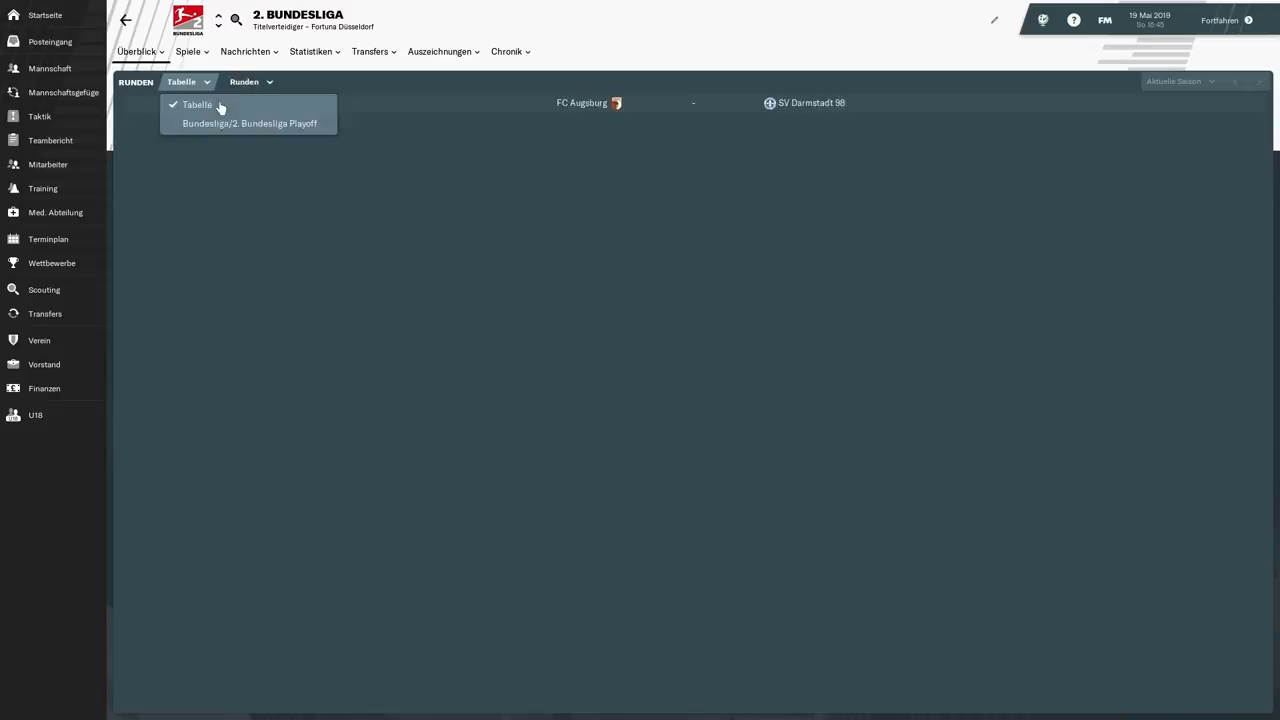 Startseite
Posteingang
Mannschaft
Mannschaftsgefüge
Taktik
Teambericht
Mitarbeiter
Training
Med. Abteilung
Terminplan
Wettbewerbe
Scouting
Transfers
Verein
Vorstand
Finanzen
U18
BUNDESLIGA
2. BUNDESLIGA
Titelverteidiger – Fortuna Düsseldorf
? FM 19 Mai 2019 Fortfahren
So 18:45
Überblick Spiele Nachrichten Statistiken Transfers Auszeichnungen Chronik
RUNDEN Tabelle Runden Aktuelle Saison
Tabelle
Bundesliga/2. Bundesliga Playoff
FC Augsburg - SV Darmstadt 98